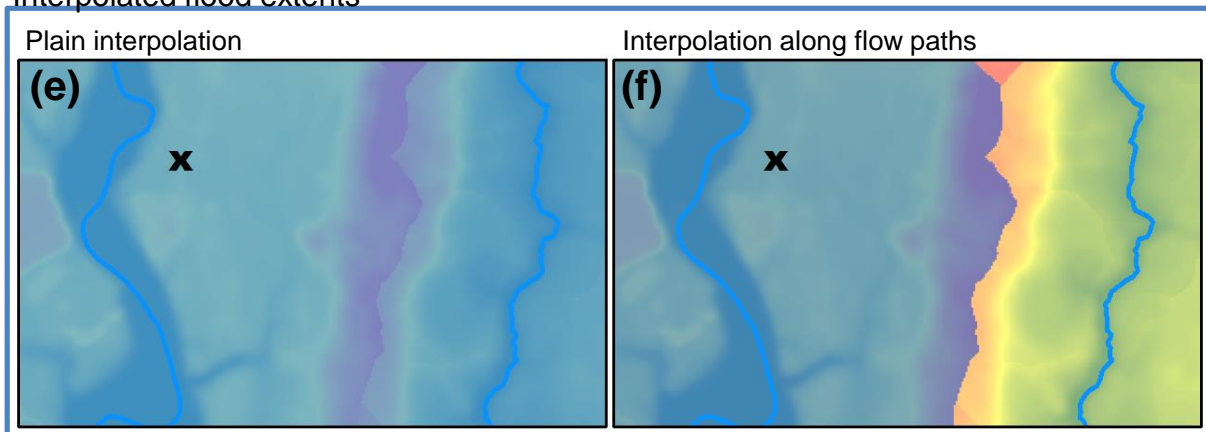 Interpolated flood extents
Plain interpolation
Interpolation along flow paths
(e)
(f)
x
x